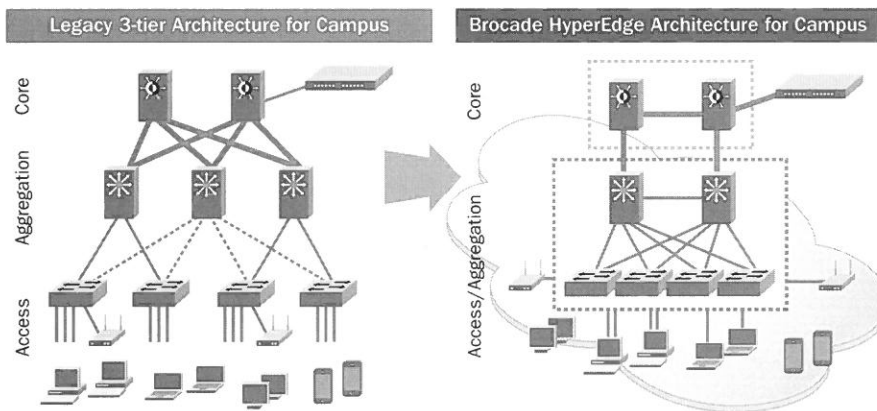 Legacy 3-tier Architecture for Campus
Core
Aggregation
Access
Brocade HyperEdge Architecture for Campus
Core
Access/Aggregation